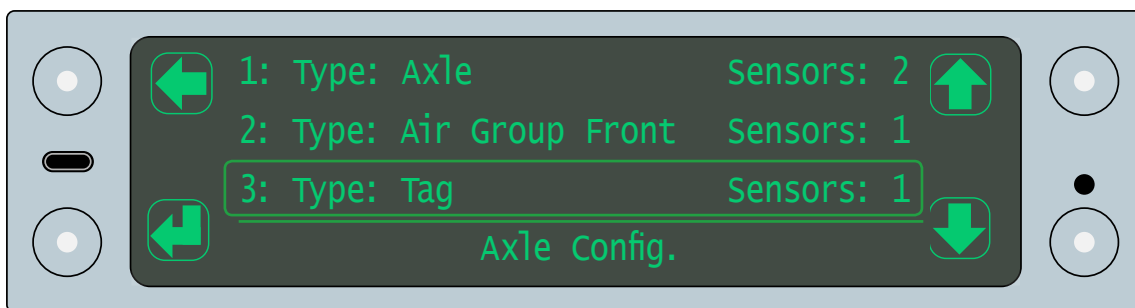 1: Type: Axle Sensors: 2
2: Type: Air Group Front Sensors: 1
3: Type: Tag Sensors: 1
Axle Config.